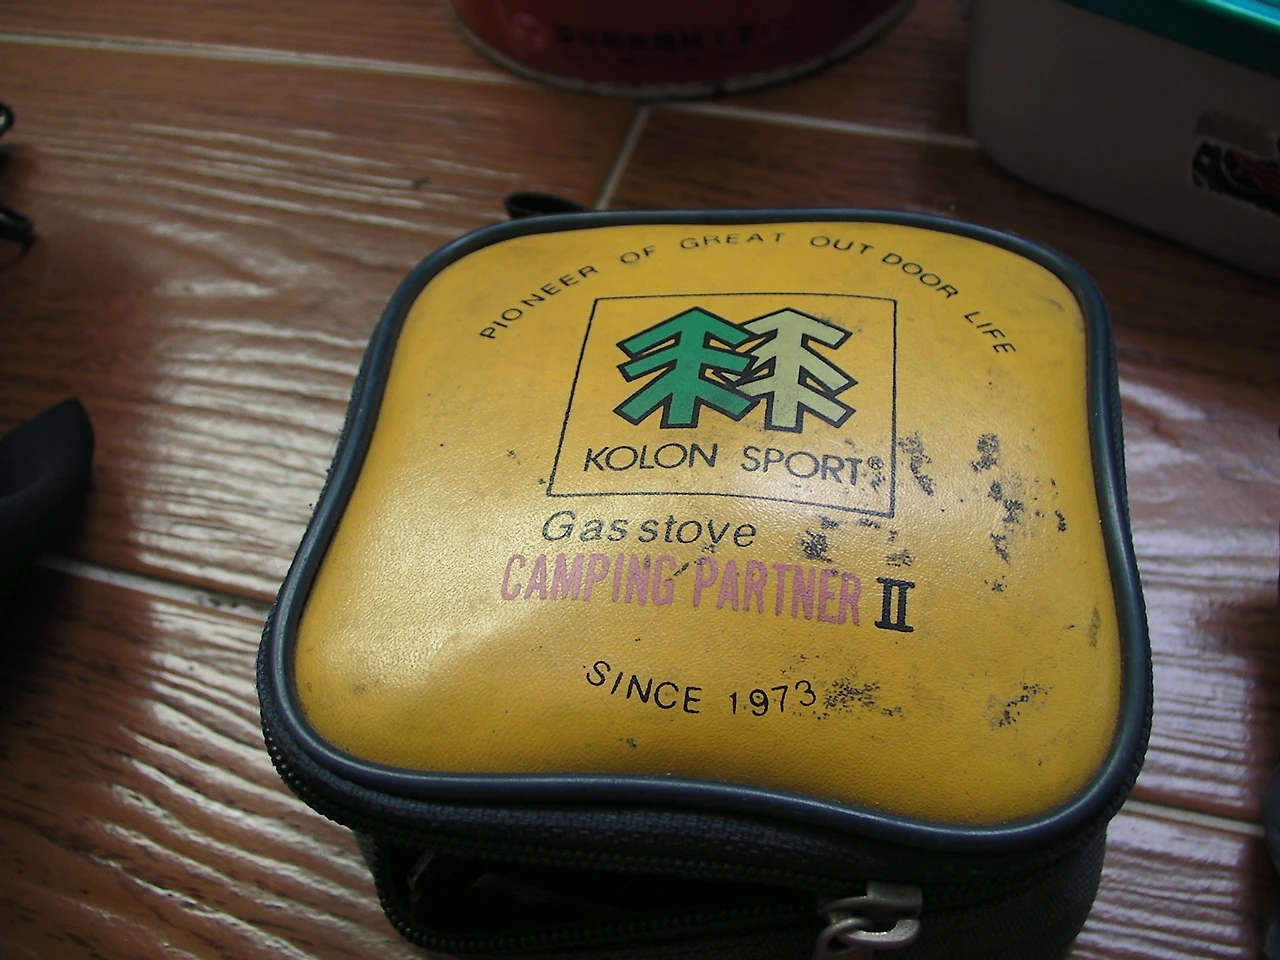 PIONEER OF GREAT OUTDOOR LIFE
KOLON SPORT®
Gas stove
CAMPING PARTNER II
SINCE 1973